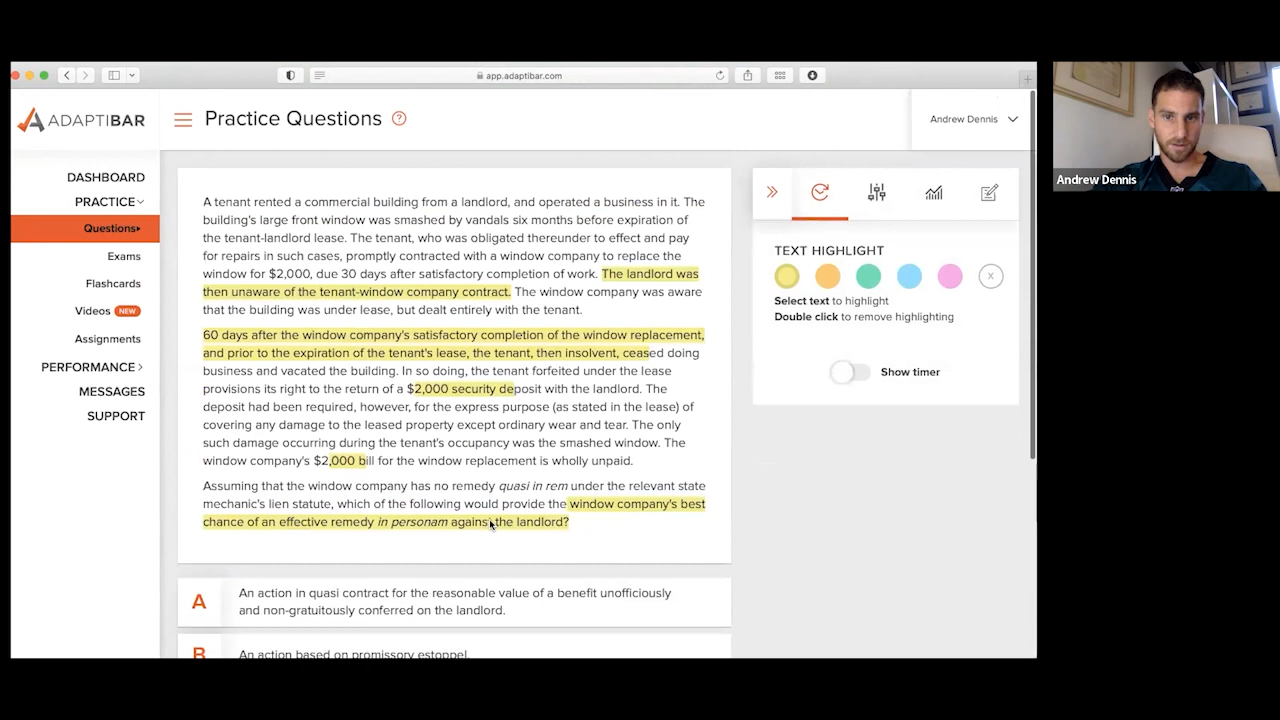 app.adaptibar.com
ADAPTIBAR
Practice Questions ?
Andrew Dennis
DASHBOARD
PRACTICE
Questions
Exams
Flashcards
Videos NEW
Assignments
PERFORMANCE
MESSAGES
SUPPORT
A tenant rented a commercial building from a landlord, and operated a business in it. The
building's large front window was smashed by vandals six months before expiration of
the tenant-landlord lease. The tenant, who was obligated thereunder to effect and pay
for repairs in such cases, promptly contracted with a window company to replace the
window for $2,000, due 30 days after satisfactory completion of work. The landlord was
then unaware of the tenant-window company contract. The window company was aware
that the building was under lease, but dealt entirely with the tenant.
60 days after the window company's satisfactory completion of the window replacement,
and prior to the expiration of the tenant's lease, the tenant, then insolvent, ceased doing
business and vacated the building. In so doing, the tenant forfeited under the lease
provisions its right to the return of a $2,000 security deposit with the landlord. The
deposit had been required, however, for the express purpose (as stated in the lease) of
covering any damage to the leased property except ordinary wear and tear. The only
such damage occurring during the tenant's occupancy was the smashed window. The
window company's $2,000 bill for the window replacement is wholly unpaid.
Assuming that the window company has no remedy quasi in rem under the relevant state
mechanic's lien statute, which of the following would provide the window company's best
chance of an effective remedy in personam against the landlord?
A
An action in quasi contract for the reasonable value of a benefit unofficiously
and non-gratuitously conferred on the landlord.
B
An action based on promissory estoppel.
TEXT HIGHLIGHT
X
Select text to highlight
Double click to remove highlighting
Show timer
Andrew Dennis